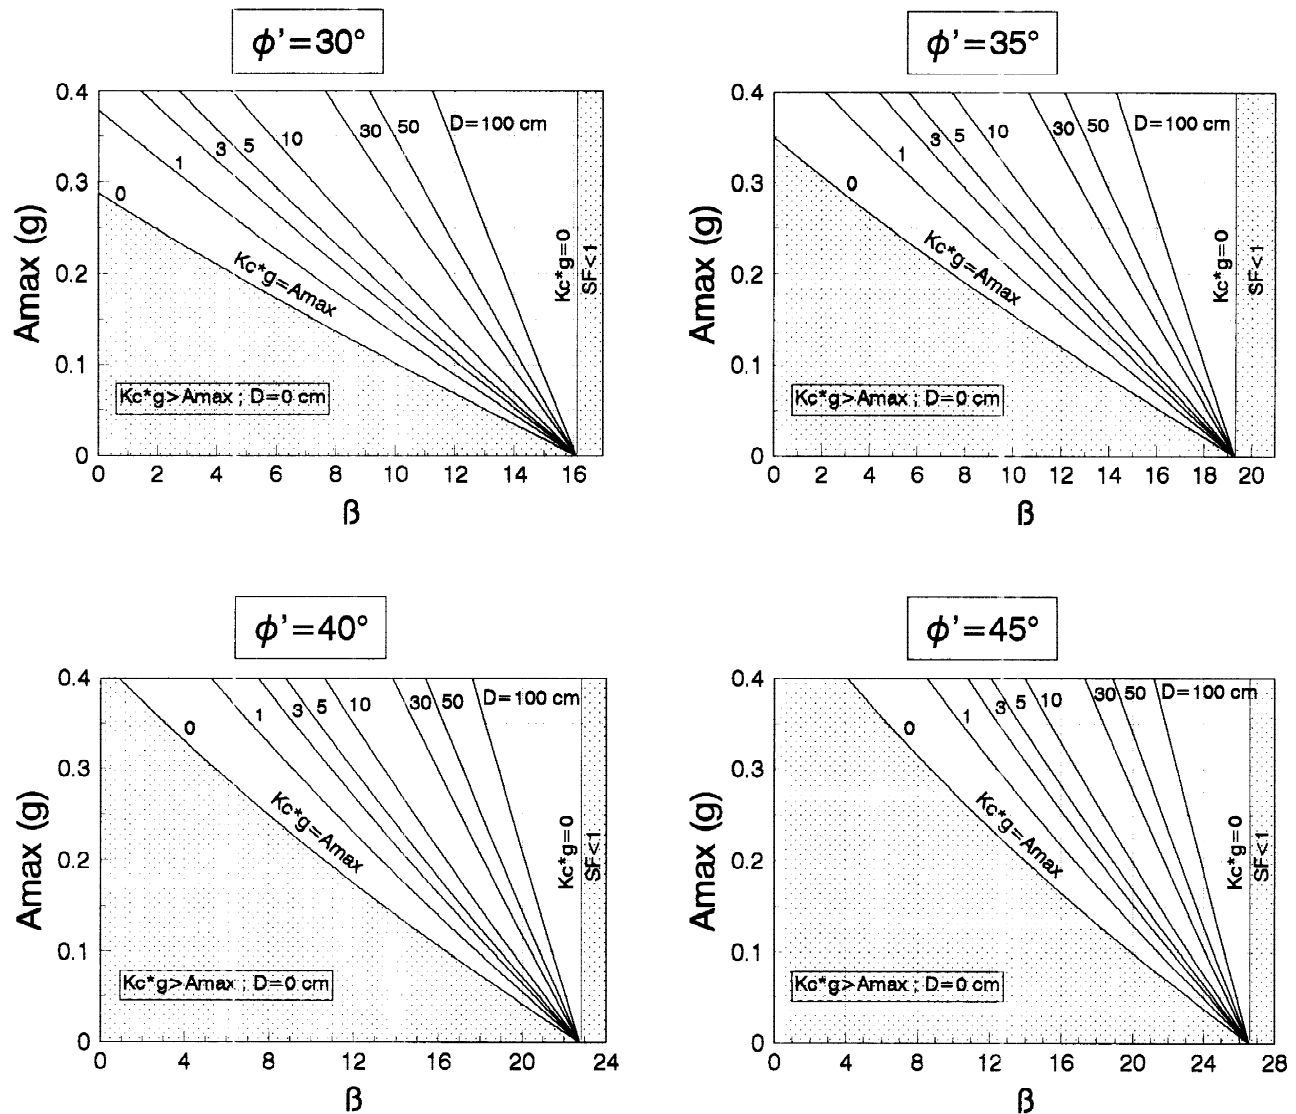 ϕ'=30°
0.4
0.3
0.2
0.1
0
Amax (g)
0
1
3
5
10
30
50
D=100 cm
Kc*g=Amax
Kc*g=0
SF<1
Kc*g>Amax ; D=0 cm
0 2 4 6 8 10 12 14 16
β
ϕ'=35°
0.4
0.3
0.2
0.1
0
Amax (g)
0
1
3
5
10
30
50
D=100 cm
Kc*g=Amax
Kc*g=0
SF<1
Kc*g>Amax ; D=0 cm
0 2 4 6 8 10 12 14 16 18 20
β
ϕ'=40°
0.4
0.3
0.2
0.1
0
Amax (g)
0
1
3
5
10
30
50
D=100 cm
Kc*g=Amax
Kc*g=0
SF<1
Kc*g>Amax ; D=0 cm
0 4 8 12 16 20 24
β
ϕ'=45°
0.4
0.3
0.2
0.1
0
Amax (g)
0
1
3
5
10
30
50
D=100 cm
Kc*g=Amax
Kc*g=0
SF<1
Kc*g>Amax ; D=0 cm
0 4 8 12 16 20 24 28
β